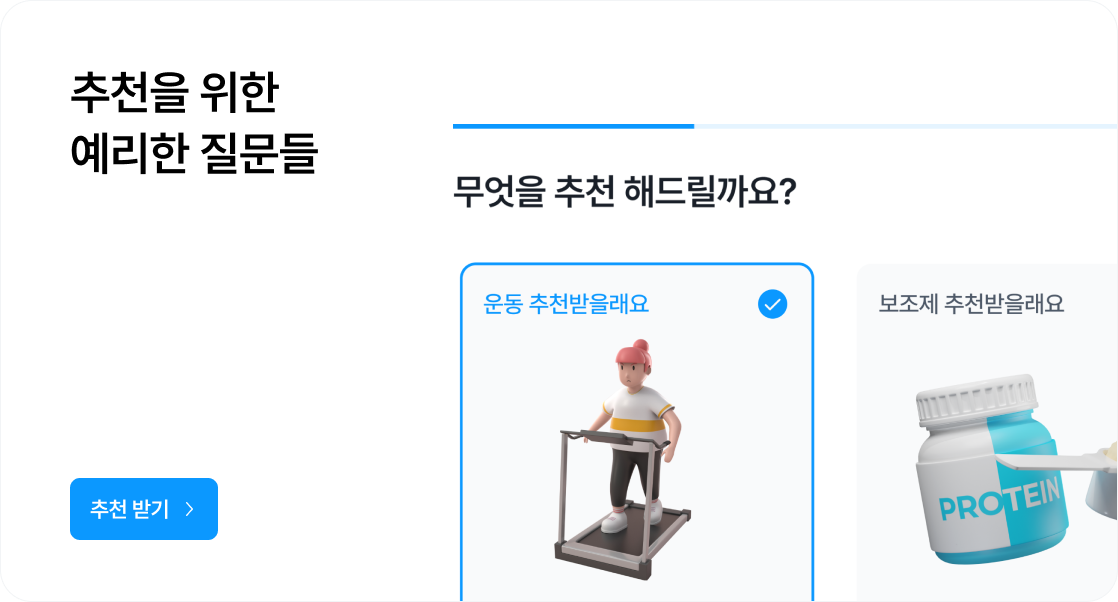 추천을 위한
예리한 질문들
무엇을 추천 해드릴까요?
운동 추천받을래요
보조제 추천받을래요
PROTEIN
추천 받기